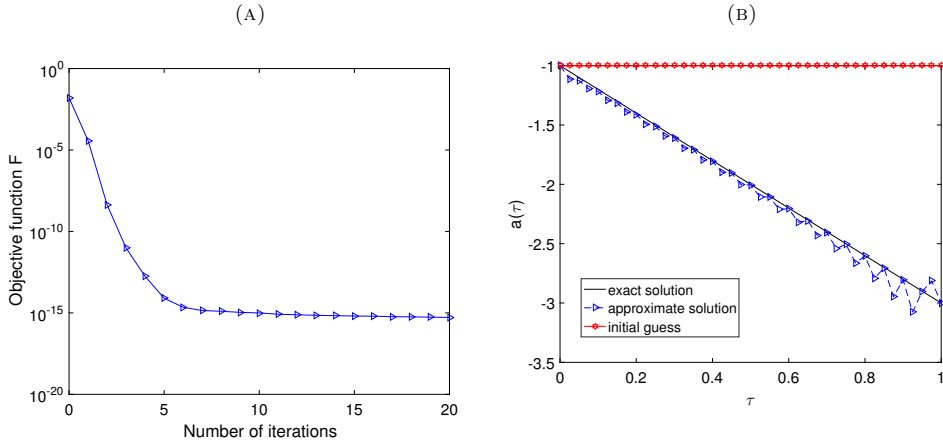 (A)
10^0
10^-5
10^-10
10^-15
10^-20
0
5
10
15
20
Objective function F
Number of iterations
(B)
-1
-1.5
-2
-2.5
-3
-3.5
0
0.2
0.4
0.6
0.8
1
a(τ)
τ
exact solution
approximate solution
initial guess